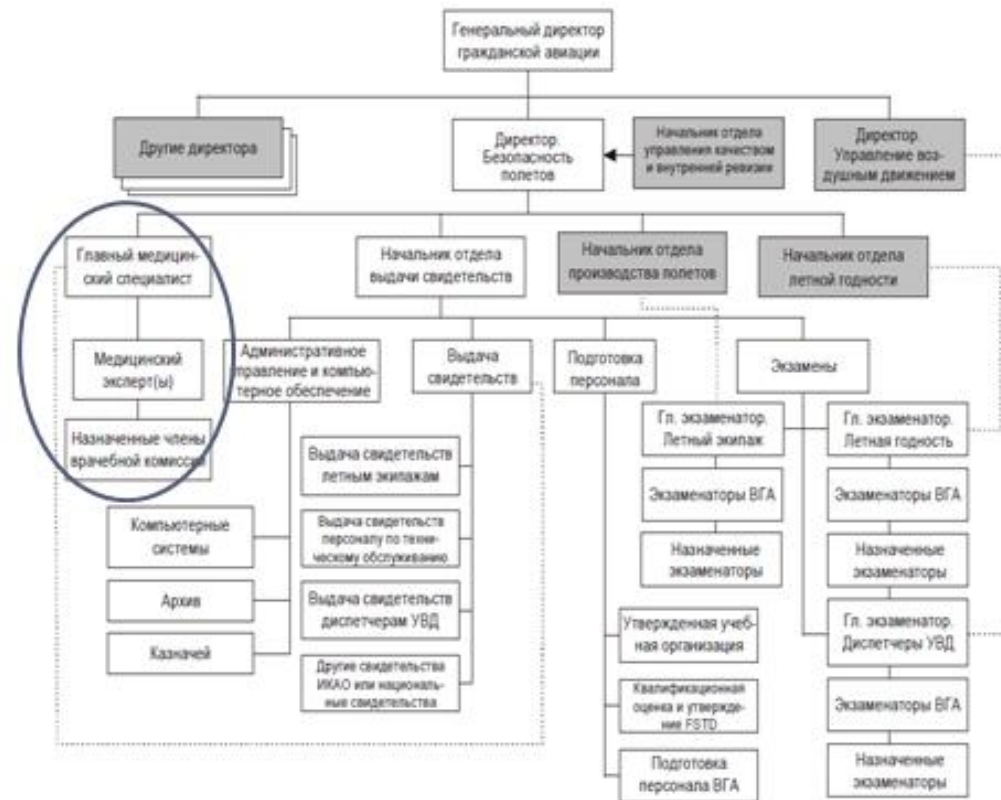 Генеральный директор
гражданской авиации
Другие директора
Директор.
Безопасность
полетов
Начальник отдела
управления качеством
и внутренней ревизии
Директор.
Управление воз-
душным движением
Главный медицин-
ский специалист
Начальник отдела
выдачи свидетельств
Начальник отдела
производства полетов
Начальник отдела
летной годности
Медицинский
эксперт(ы)
Назначенные члены
врачебной комиссии
Административное
управление и компью-
терное обеспечение
Выдача
свидетельств
Подготовка
персонала
Экзамены
Компьютерные
системы
Архив
Казначей
Выдача свидетельств
летным экипажам
Выдача свидетельств
персоналу по техни-
ческому обслуживанию
Выдача свидетельств
диспетчерам УВД
Другие свидетельства
ИКАО или националь-
ные свидетельства
Утвержденная учеб-
ная организация
Квалификационная
оценка и утвержде-
ние FSTD
Подготовка
персонала ВГА
Гл. экзаменатор.
Летный экипаж
Экзаменаторы ВГА
Назначенные
экзаменаторы
Гл. экзаменатор.
Летная годность
Экзаменаторы ВГА
Назначенные
экзаменаторы
Гл. экзаменатор.
Диспетчеры УВД
Экзаменаторы ВГА
Назначенные
экзаменаторы